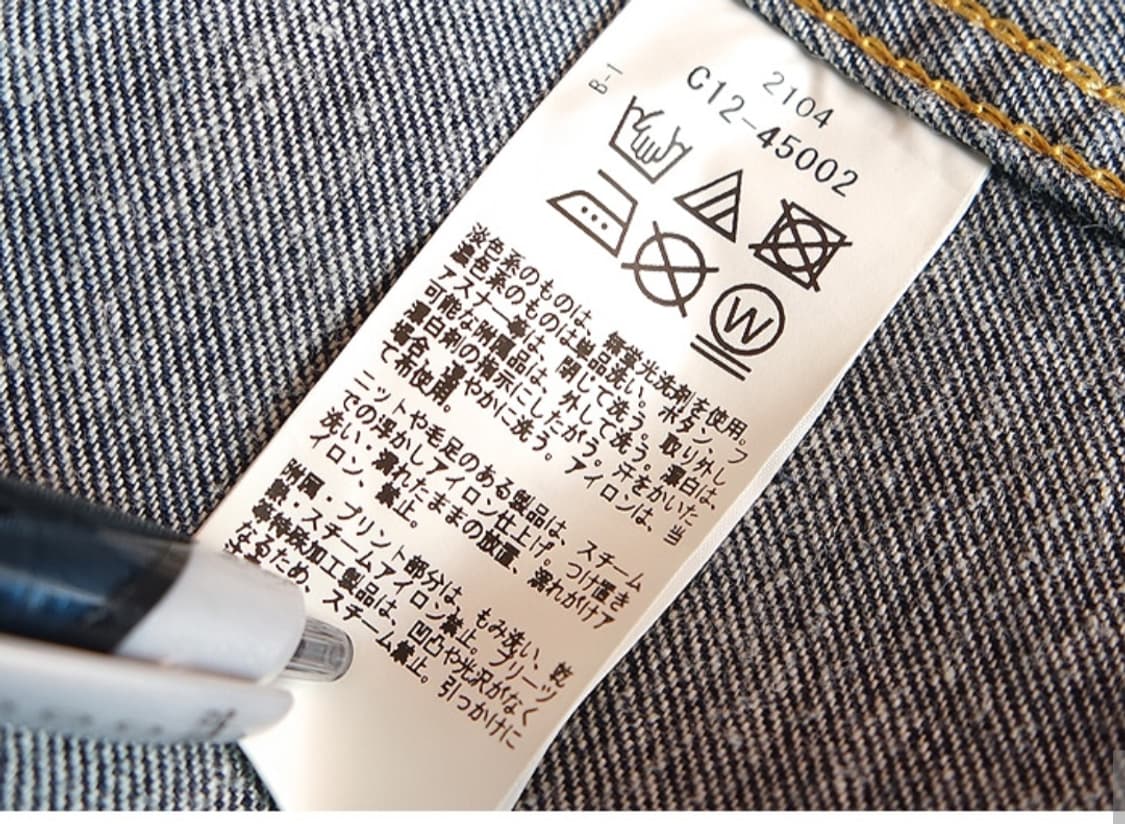 2104
C12-45002
B-1
W
淡色系のものは、無蛍光洗剤を使用。
濃色系のものは単品洗い。ボタン、フ
アスナー等は、閉じて洗う。取り外し
可能な附属品は、外して洗う。漂白は、
漂白剤の指示にしたがう。汗をかいた
場合、速やかに洗う。アイロンは、当
て布使用。
ニットや毛足のある製品は、スチーム
での浮かしアイロン仕上げ。つけ置き
洗い・濡れたままの放置、濡れがけア
イロン、禁止。
附属・プリント部分は、もみ洗い、乾
燥・スチームアイロン禁止。プリーツ
等特殊加工製品は、凹凸や光沢がなく
なるため、スチーム禁止。引っかけに